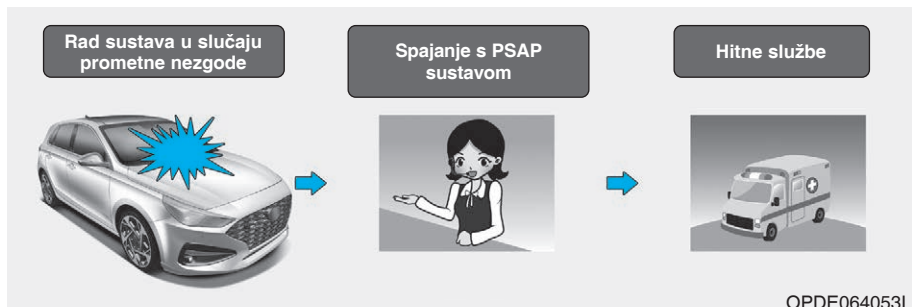 Rad sustava u slučaju
prometne nezgode
Spajanje s PSAP
sustavom
Hitne službe
OPDE064053L